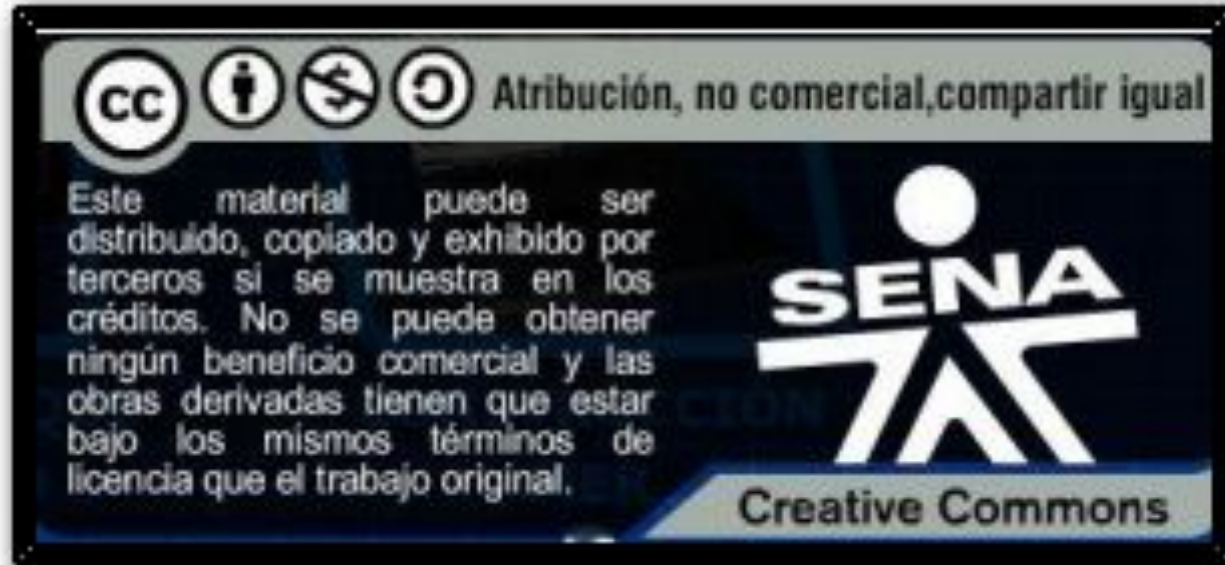 cc Atribución, no comercial,compartir igual
Este material puede ser
distribuido, copiado y exhibido por
terceros si se muestra en los
créditos. No se puede obtener
ningún beneficio comercial y las
obras derivadas tienen que estar
bajo los mismos términos de
licencia que el trabajo original.
SENA
Creative Commons